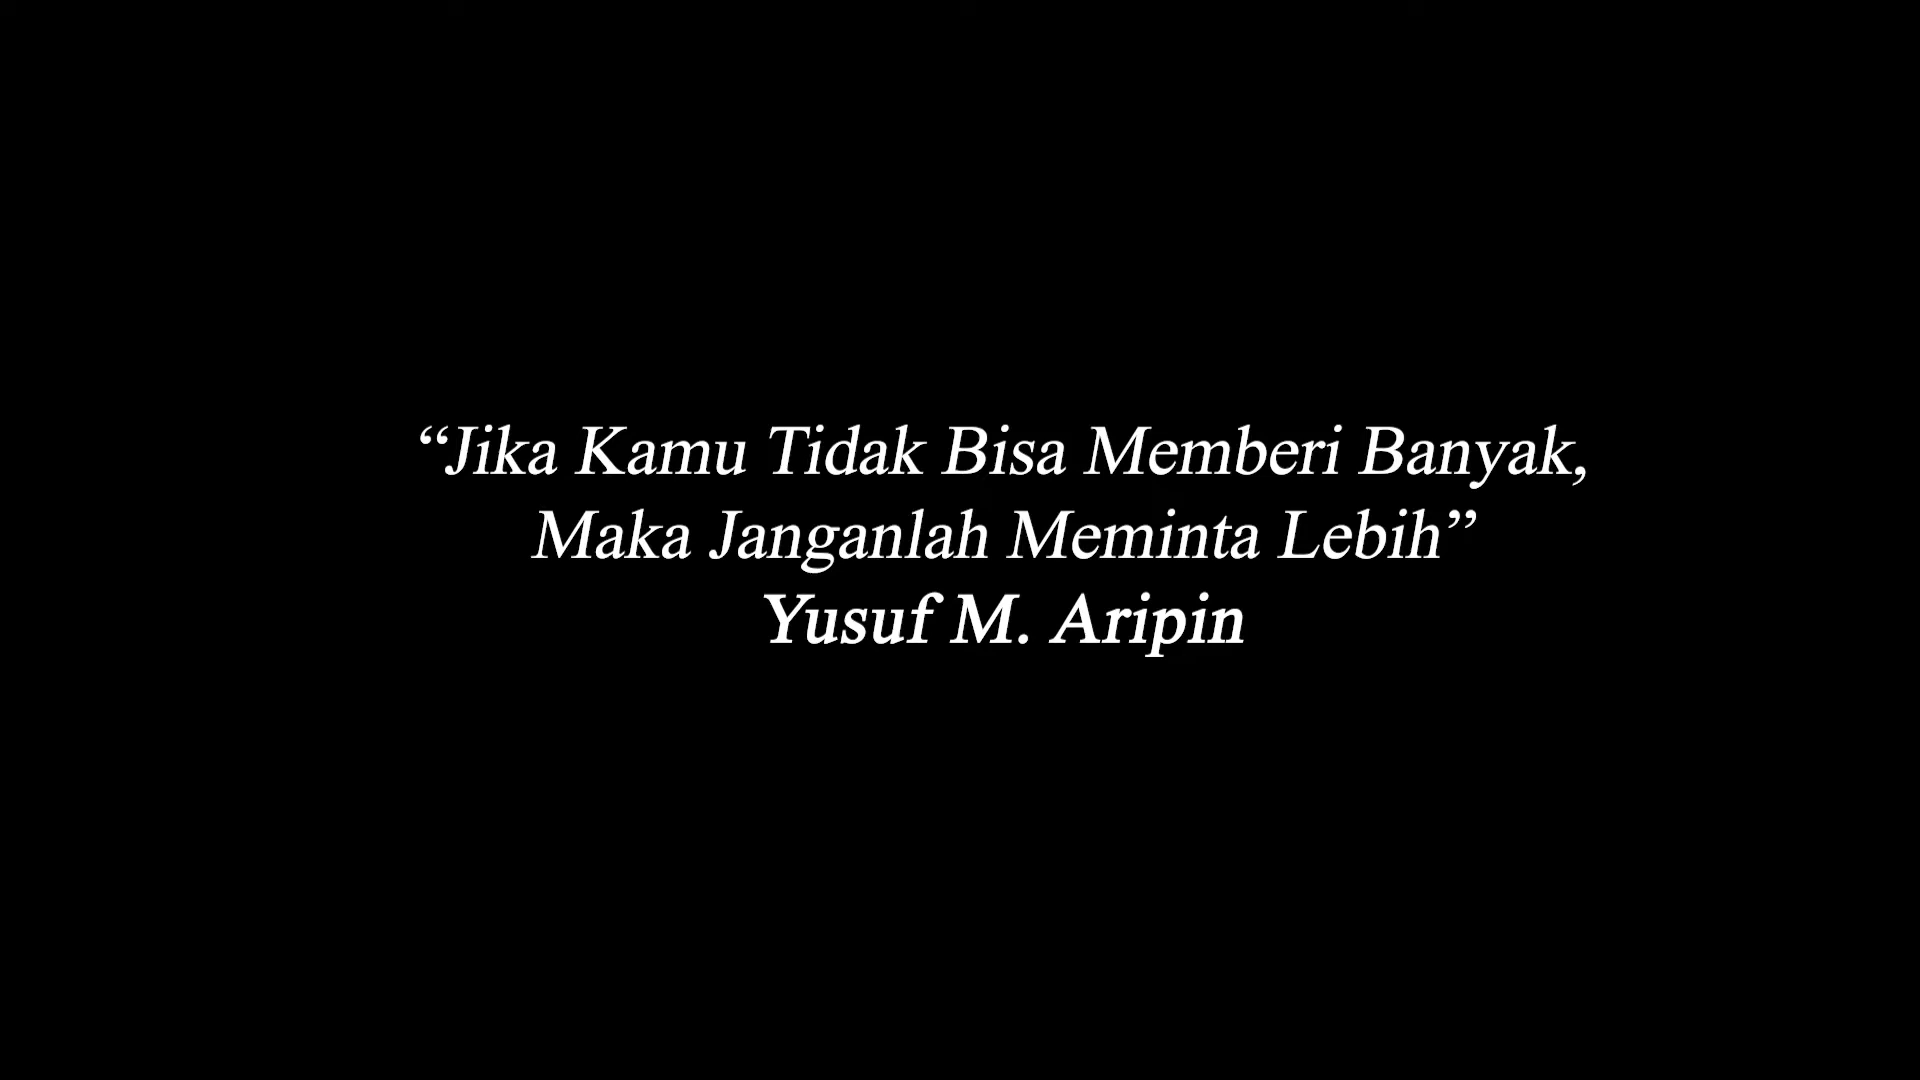 “Jika Kamu Tidak Bisa Memberi Banyak,
Maka Janganlah Meminta Lebih”
Yusuf M. Aripin